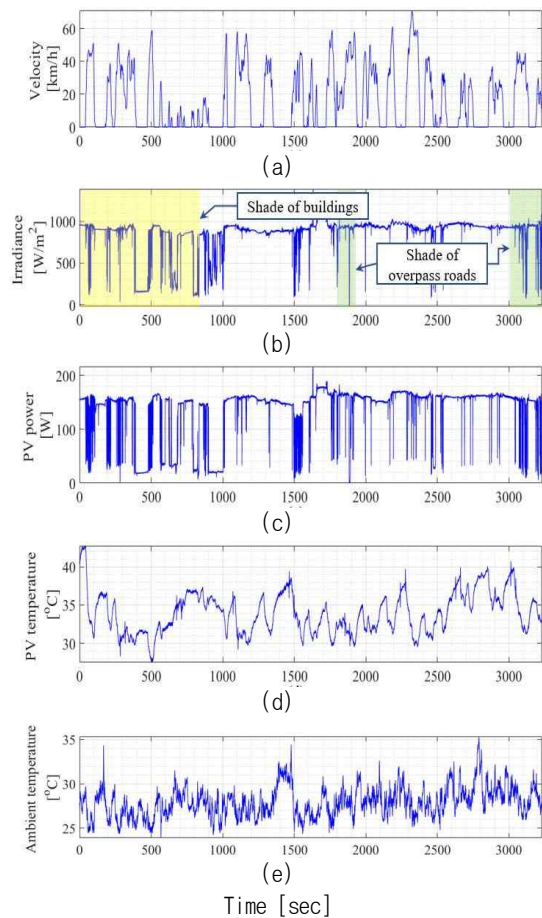 60
40
20
0
Velocity
[km/h]
0 500 1000 1500 2000 2500 3000
(a)
1000
500
0
Irradiance
[W/m²]
Shade of buildings
Shade of
overpass roads
0 500 1000 1500 2000 2500 3000
(b)
200
100
0
PV power
[W]
0 500 1000 1500 2000 2500 3000
(c)
40
35
30
PV temperature
[°C]
0 500 1000 1500 2000 2500 3000
(d)
35
30
25
Ambient temperature
[°C]
0 500 1000 1500 2000 2500 3000
(e)
Time [sec]